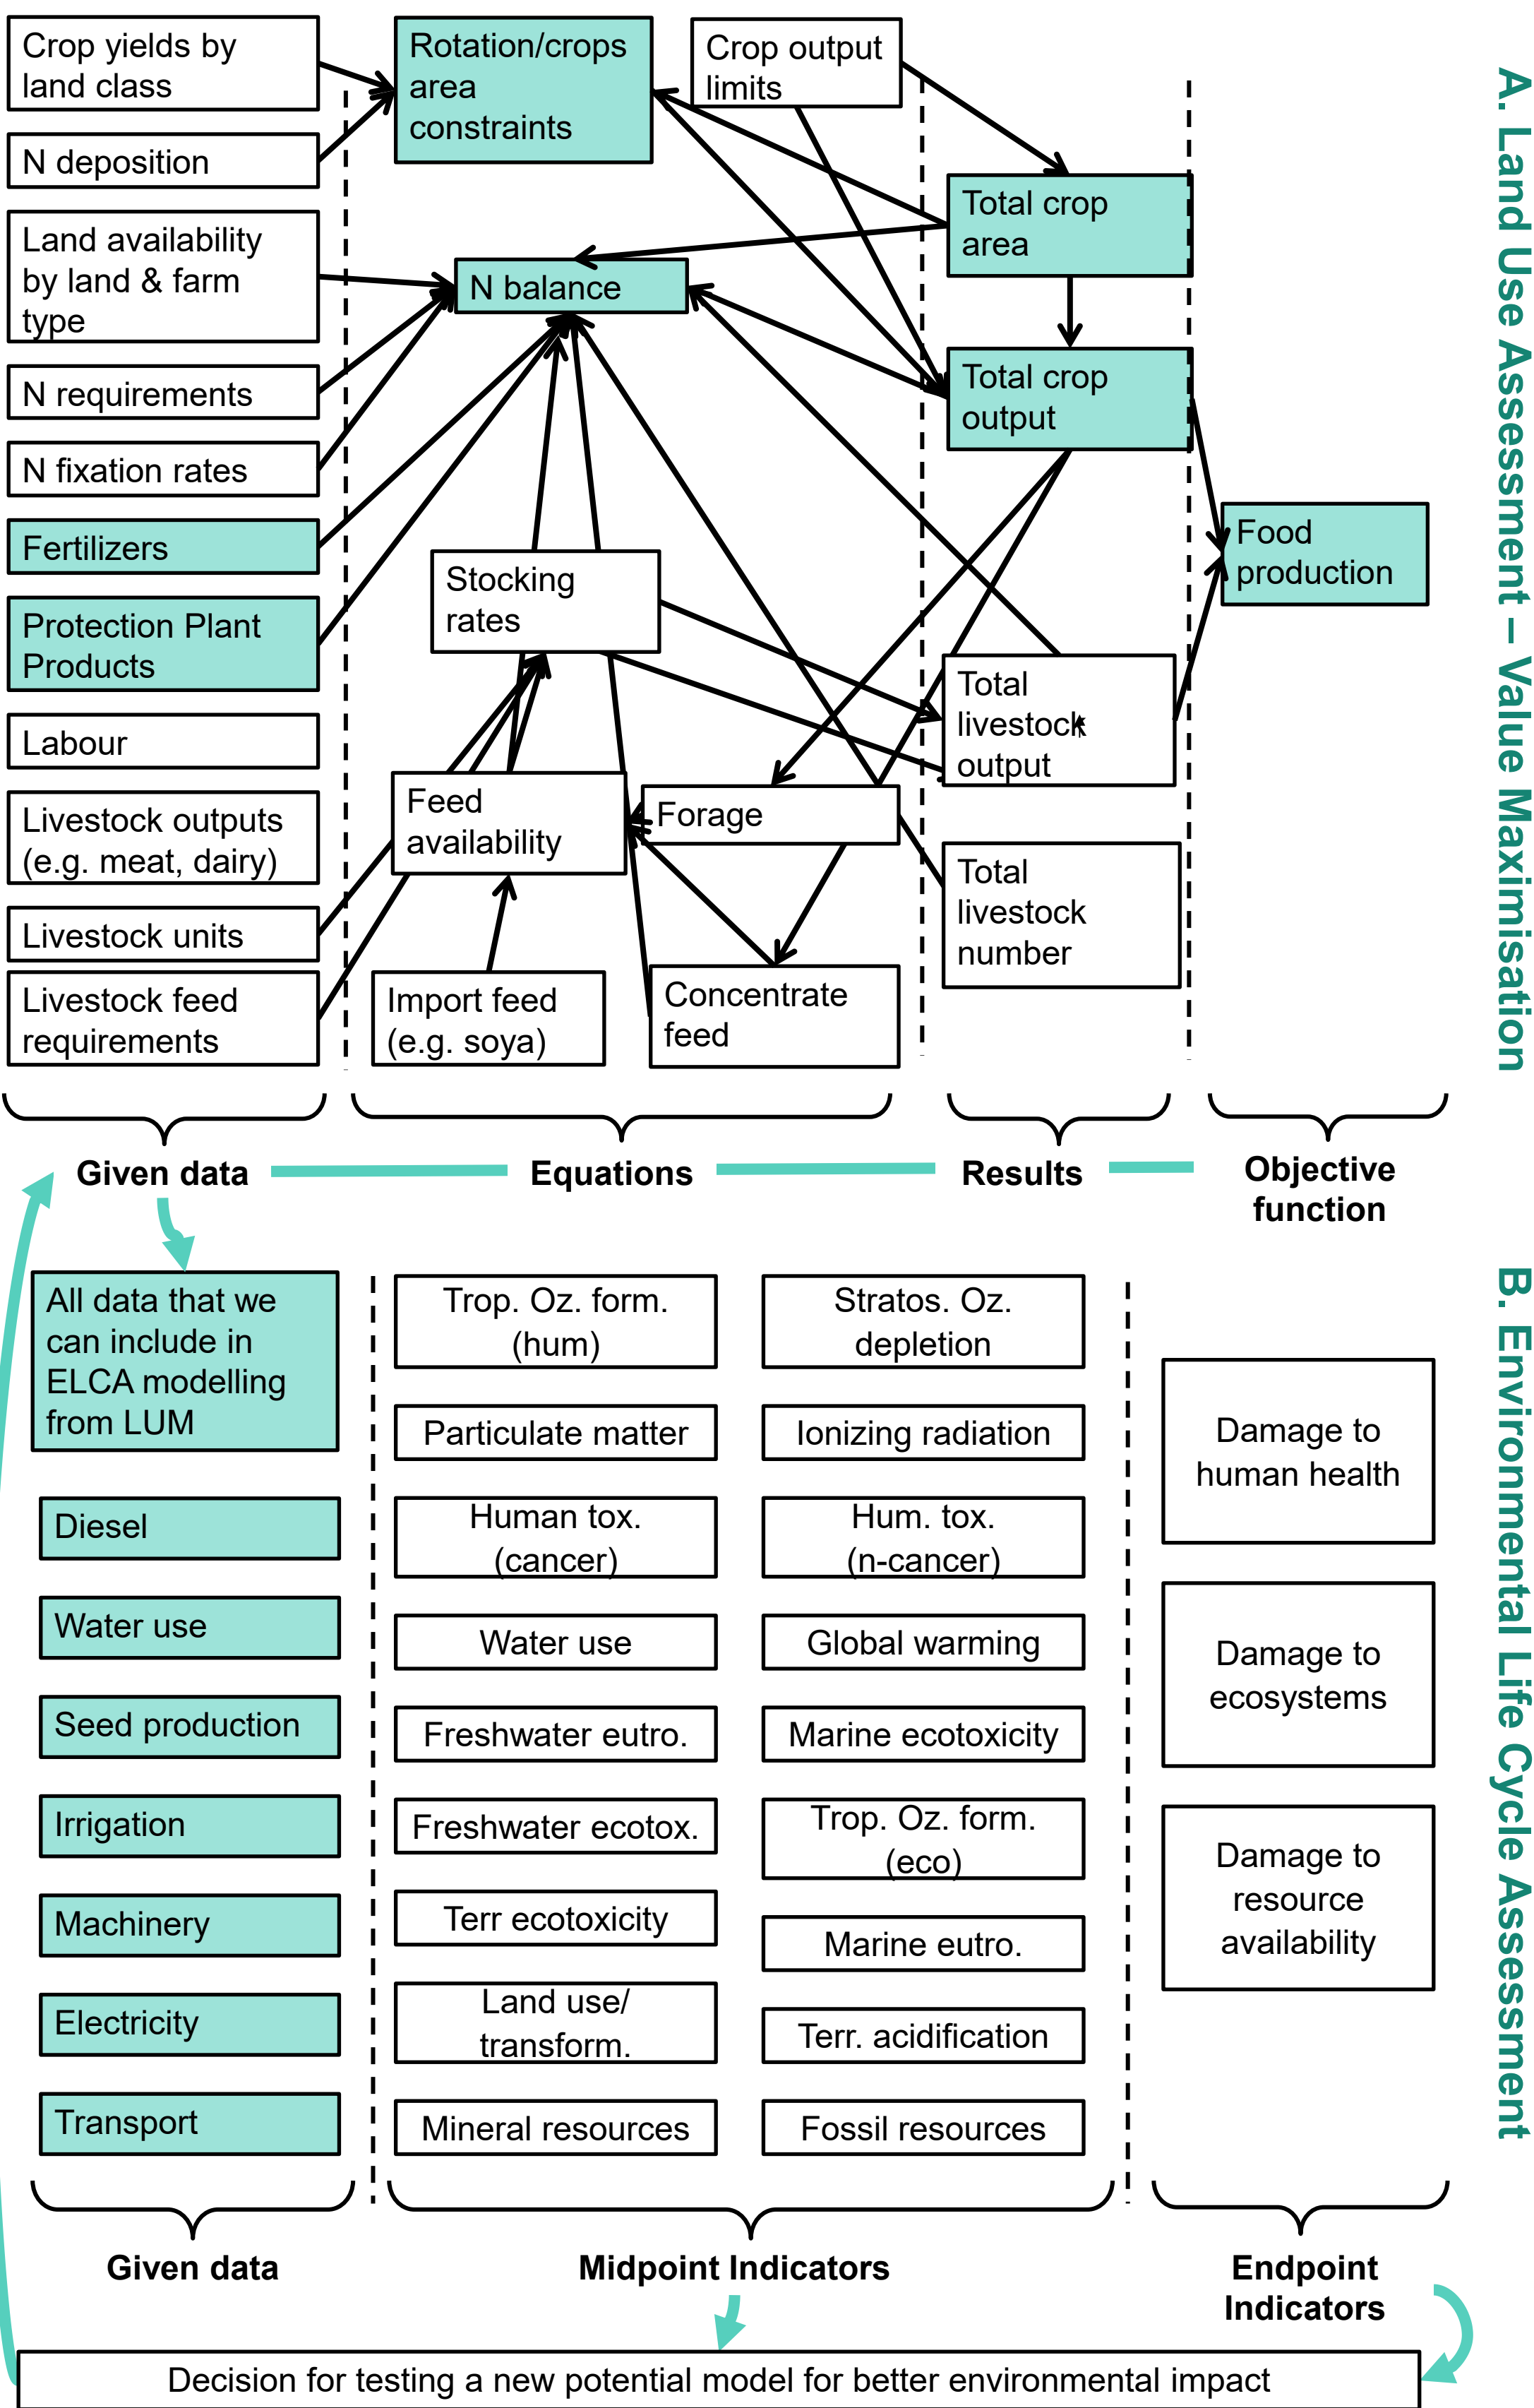 Crop yields by
land class
N deposition
Land availability
by land & farm
type
N requirements
N fixation rates
Fertilizers
Protection Plant
Products
Labour
Livestock outputs
(e.g. meat, dairy)
Livestock units
Livestock feed
requirements
Rotation/crops
area
constraints
Crop output
limits
N balance
Stocking
rates
Feed
availability
Forage
Import feed
(e.g. soya)
Concentrate
feed
Total crop
area
Total crop
output
Total
livestock
output
Total
livestock
number
Food
production
A. Land Use Assessment – Value Maximisation
Given data
Equations
Results
Objective
function
All data that we
can include in
ELCA modelling
from LUM
Diesel
Water use
Seed production
Irrigation
Machinery
Electricity
Transport
Trop. Oz. form.
(hum)
Particulate matter
Human tox.
(cancer)
Water use
Freshwater eutro.
Freshwater ecotox.
Terr ecotoxicity
Land use/
transform.
Mineral resources
Stratos. Oz.
depletion
Ionizing radiation
Hum. tox.
(n-cancer)
Global warming
Marine ecotoxicity
Trop. Oz. form.
(eco)
Marine eutro.
Terr. acidification
Fossil resources
Damage to
human health
Damage to
ecosystems
Damage to
resource
availability
B. Environmental Life Cycle Assessment
Given data
Midpoint Indicators
Endpoint
Indicators
Decision for testing a new potential model for better environmental impact